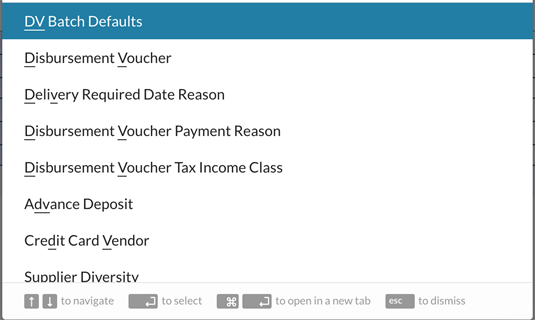 DV Batch Defaults
Disbursement Voucher
Delivery Required Date Reason
Disbursement Voucher Payment Reason
Disbursement Voucher Tax Income Class
Advance Deposit
Credit Card Vendor
Supplier Diversity
↑ ↓ to navigate ↵ to select ⌘ ↵ to open in a new tab esc to dismiss